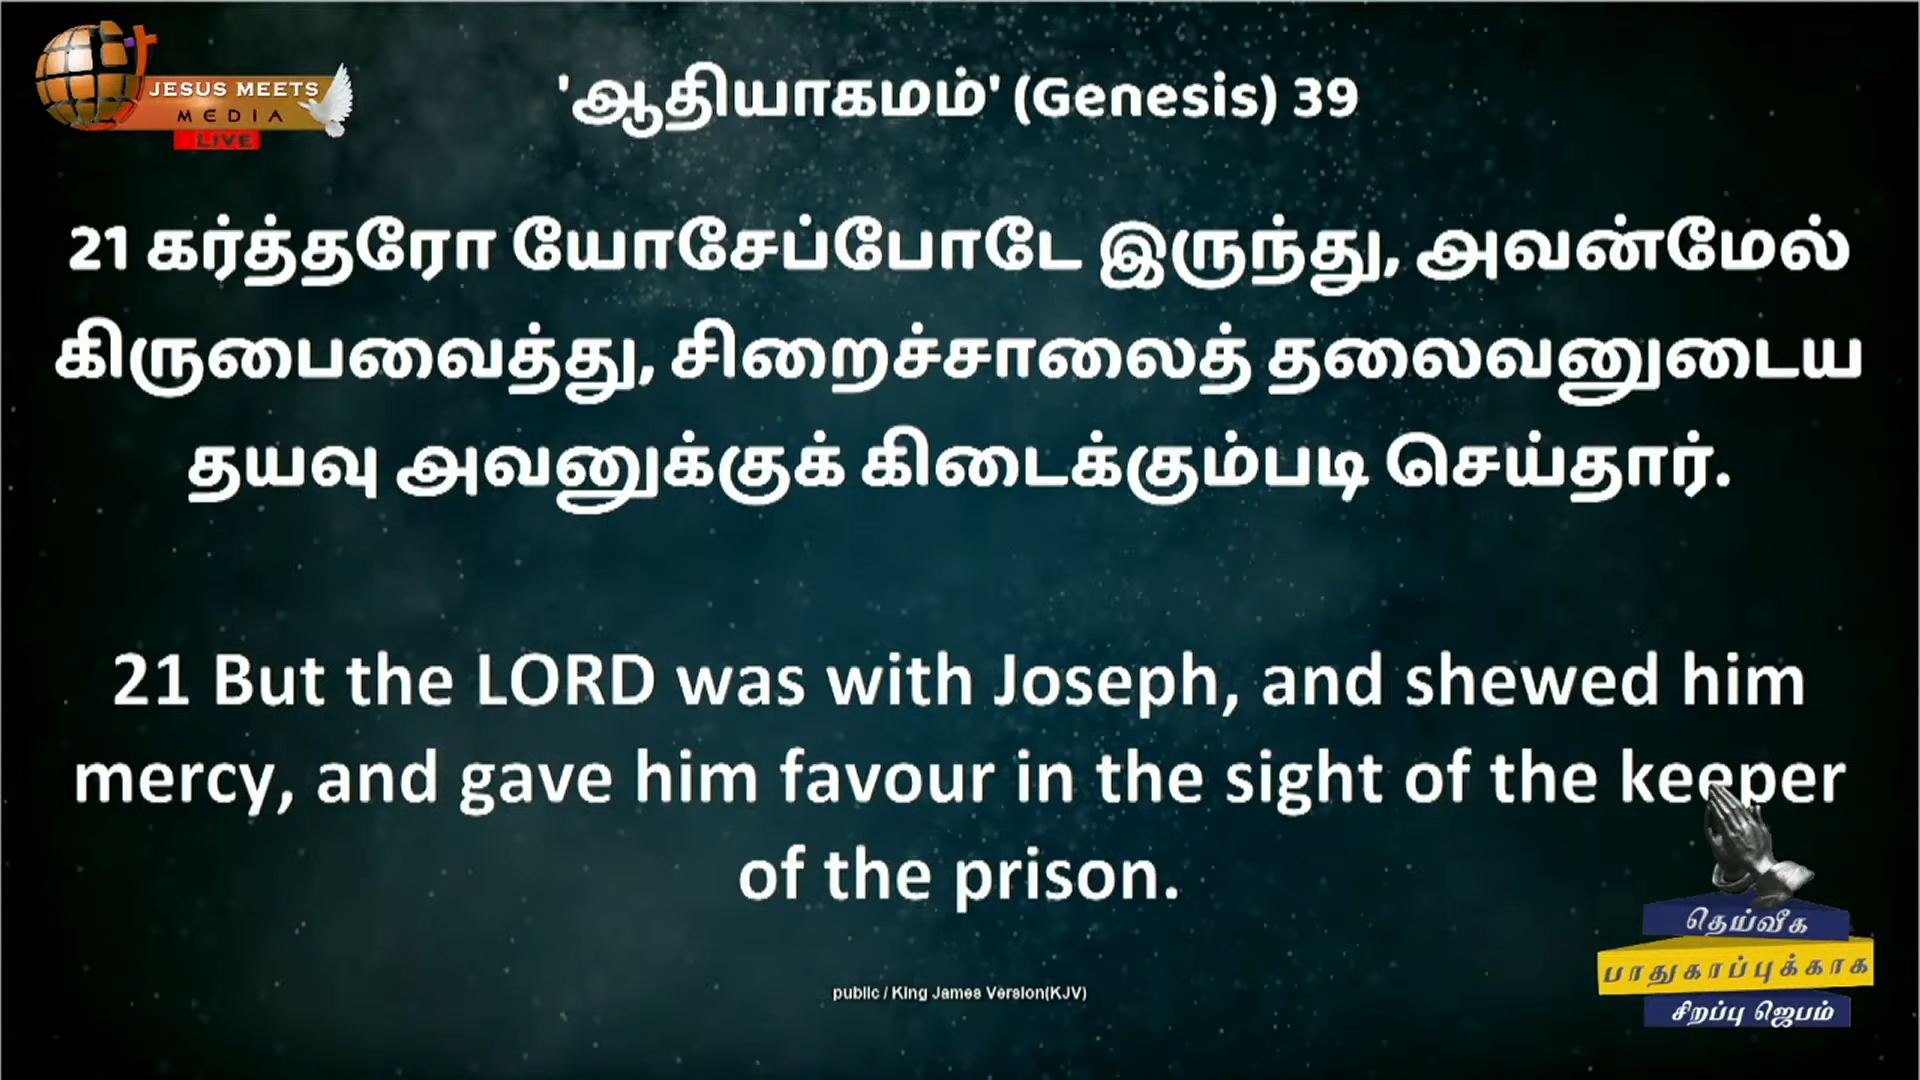 JESUS MEETS
MEDIA
LIVE
'ஆதியாகமம்' (Genesis) 39
21 கர்த்தரோ யோசேப்போடே இருந்து, அவன்மேல்
கிருபைவைத்து, சிறைச்சாலைத் தலைவனுடைய
தயவு அவனுக்குக் கிடைக்கும்படி செய்தார்.
21 But the LORD was with Joseph, and shewed him
mercy, and gave him favour in the sight of the keeper
of the prison.
public / King James Version(KJV)
தெய்வீக
பாதுகாப்புக்காக
சிறப்பு ஜெபம்